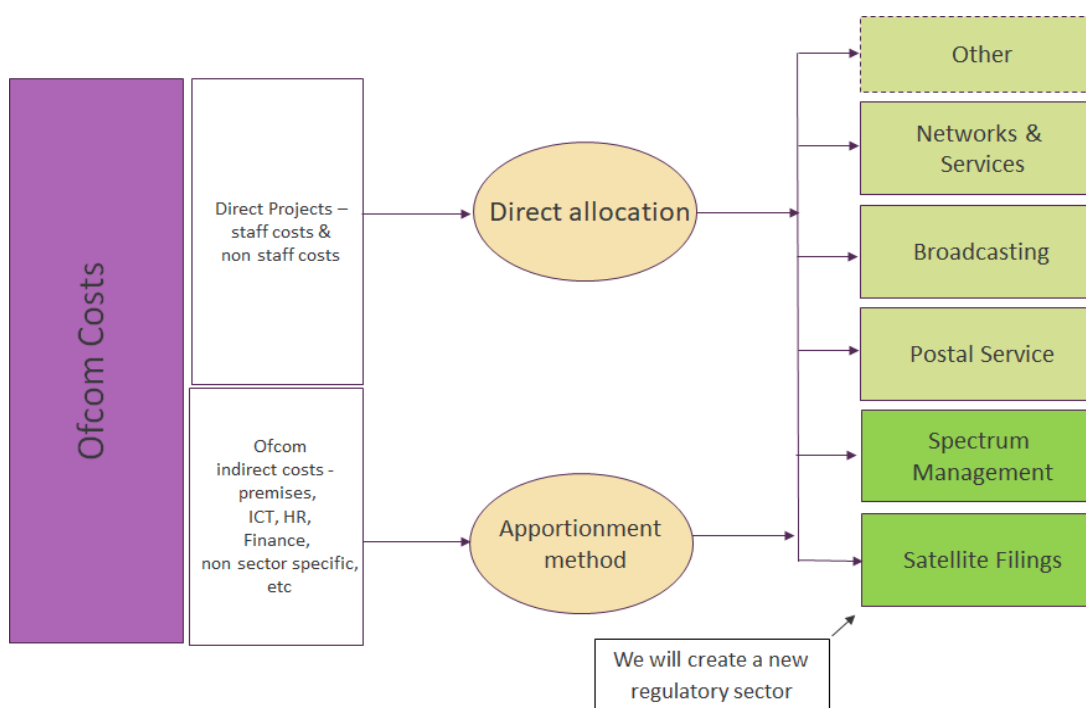 Ofcom Costs
Direct Projects –
staff costs &
non staff costs
Ofcom
indirect costs -
premises,
ICT, HR,
Finance,
non sector specific,
etc
Direct allocation
Apportionment
method
Other
Networks &
Services
Broadcasting
Postal Service
Spectrum
Management
Satellite Filings
We will create a new
regulatory sector